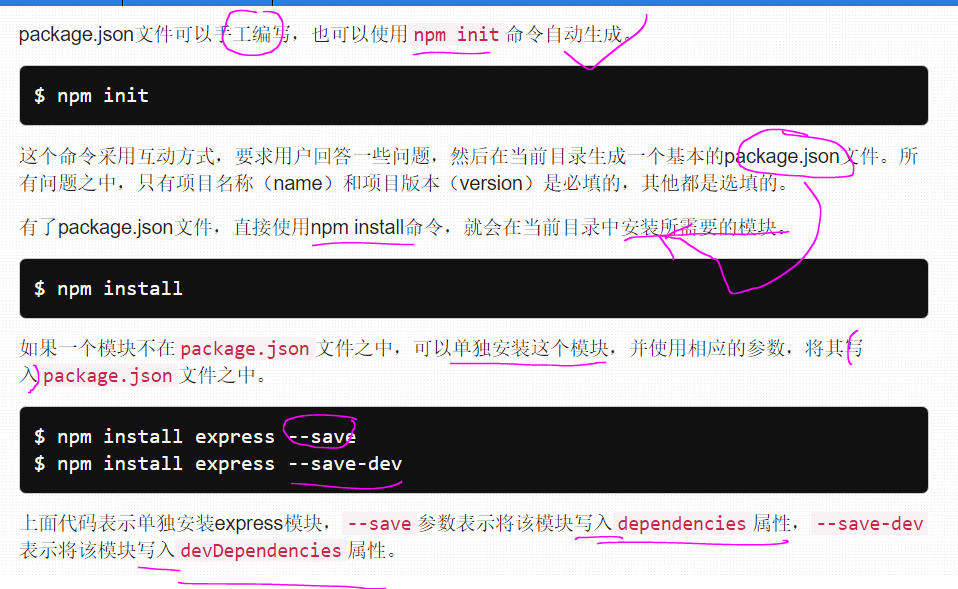 package.json文件可以手工编写，也可以使用 npm init 命令自动生成。
$ npm init
这个命令采用互动方式，要求用户回答一些问题，然后在当前目录生成一个基本的package.json文件。所
有问题之中，只有项目名称（name）和项目版本（version）是必填的，其他都是选填的。
有了package.json文件，直接使用npm install命令，就会在当前目录中安装所需要的模块。
$ npm install
如果一个模块不在 package.json 文件之中，可以单独安装这个模块，并使用相应的参数，将其写
入 package.json 文件之中。
$ npm install express --save
$ npm install express --save-dev
上面代码表示单独安装express模块， --save 参数表示将该模块写入 dependencies 属性， --save-dev
表示将该模块写入 devDependencies 属性。